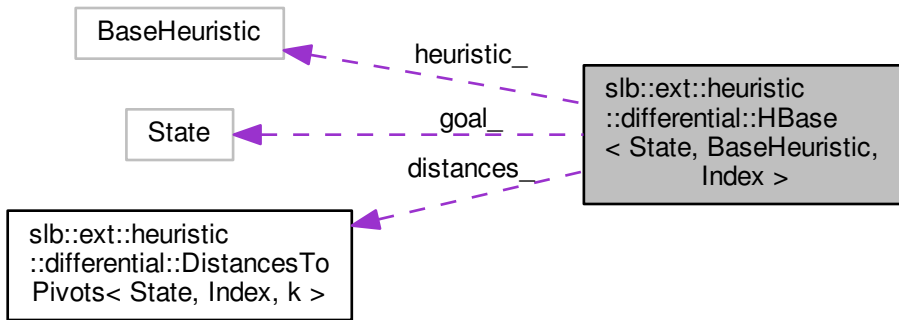 BaseHeuristic
heuristic_
slb::ext::heuristic
::differential::HBase
< State, BaseHeuristic,
Index >
State
goal_
distances_
slb::ext::heuristic
::differential::DistancesTo
Pivots< State, Index, k >